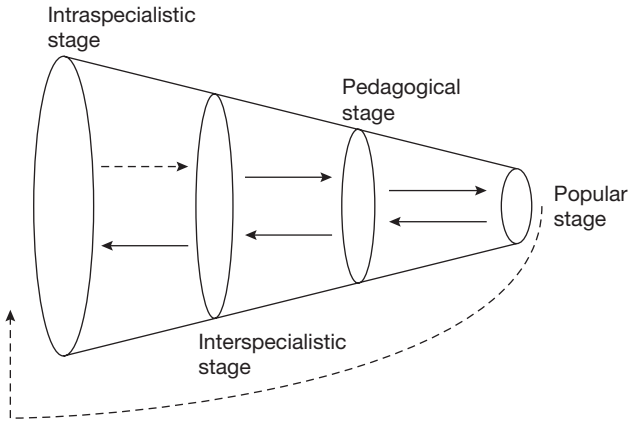 Intraspecialistic
stage
Pedagogical
stage
Popular
stage
Interspecialistic
stage